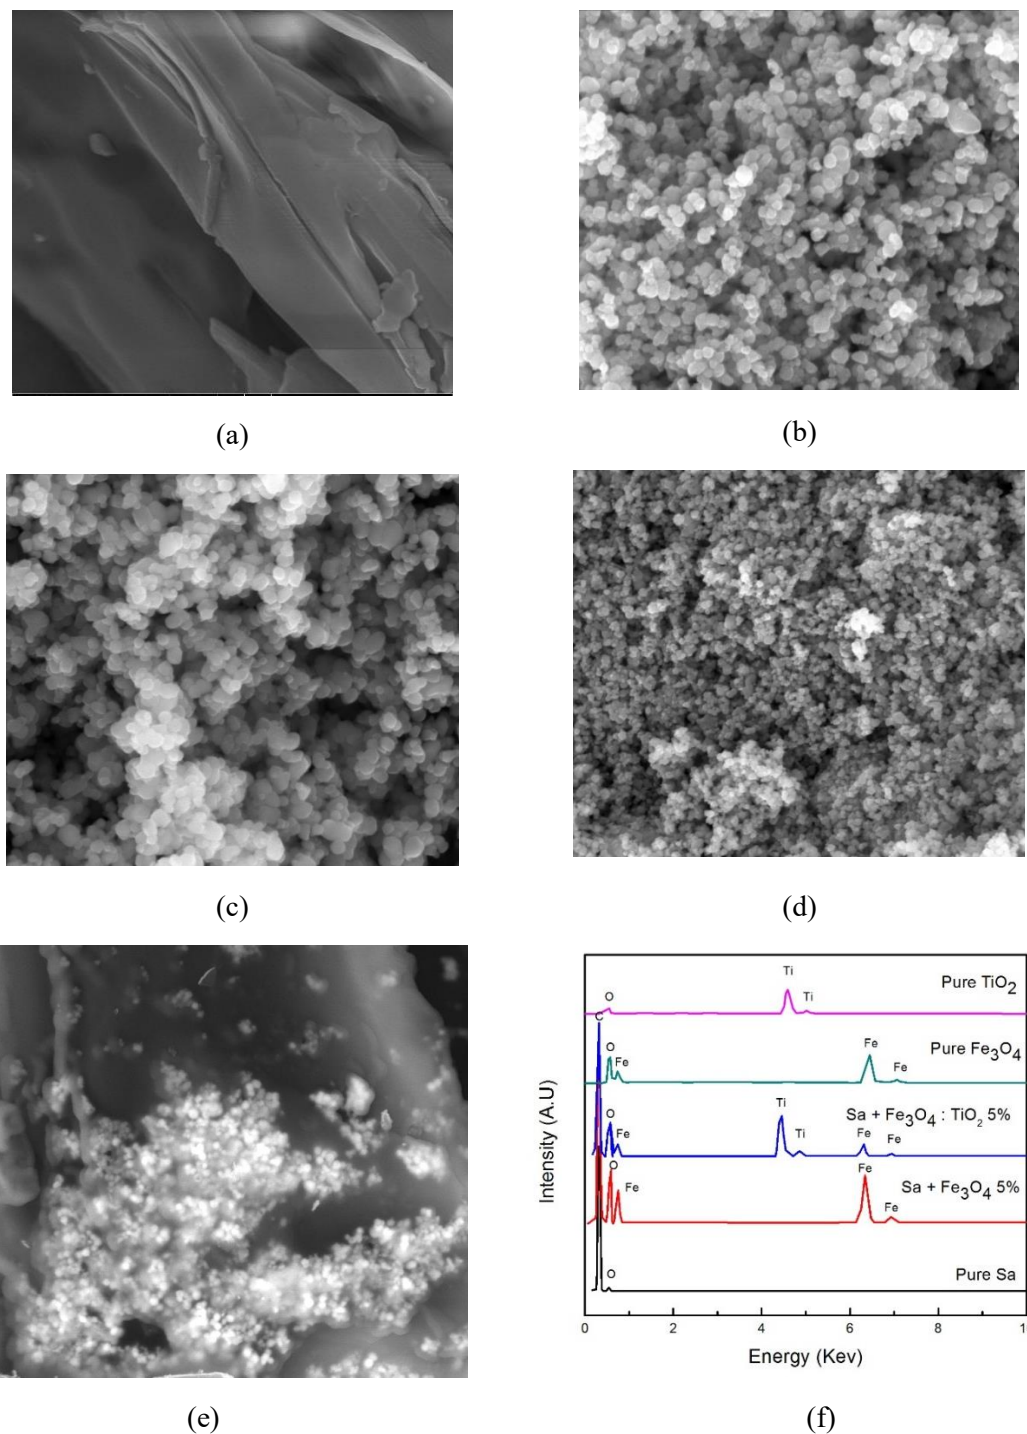 (a)
(b)
(c)
(d)
Ti
Pure TiO2
O
Ti
C
Pure Fe3O4
O
Fe
Fe
Fe
Ti
Sa + Fe3O4 : TiO2 5%
O
Fe
Ti
Fe
Fe
O
Fe
Sa + Fe3O4 5%
Fe
Fe
O
Pure Sa
Intensity (A.U)
0 2 4 6 8 10
Energy (Kev)
(e)
(f)